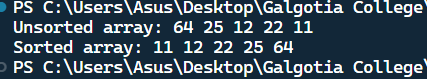 PS C:\Users\Asus\Desktop\Galgotia College\
Unsorted array: 64 25 12 22 11
Sorted array: 11 12 22 25 64
PS C:\Users\Asus\Desktop\Galgotia College\